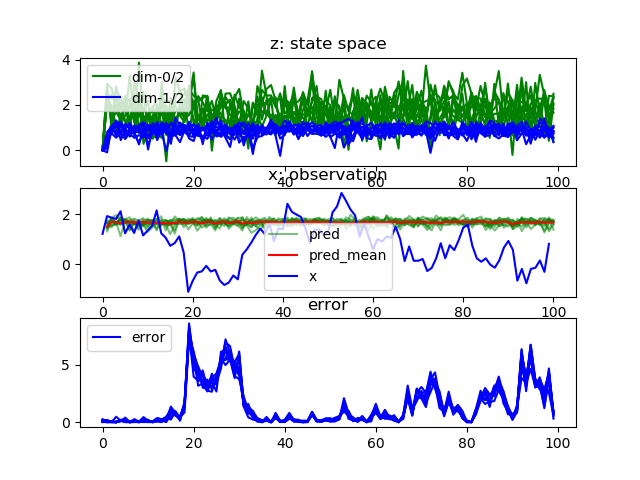 z: state space
4
2
0
dim-0/2
dim-1/2
0 20 40 60 80 100
x: observation
2
0
pred
pred_mean
x
0 20 40 60 80 100
error
5
0
error
0 20 40 60 80 100